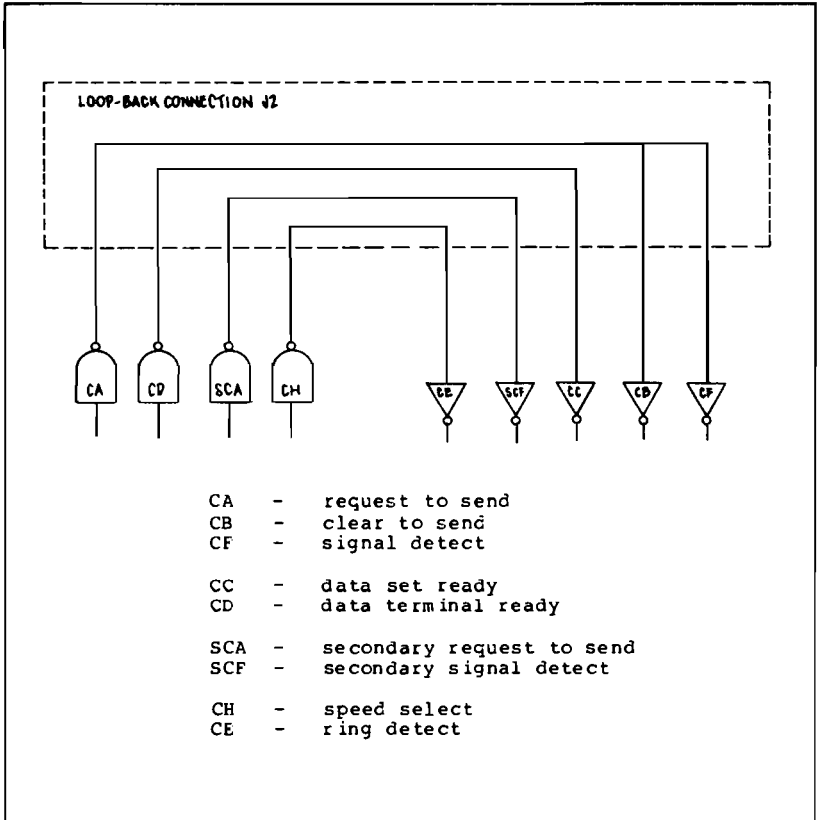 LOOP-BACK CONNECTION J2
CA CD SCA CH CE SCF CC CB CF
CA - request to send
CB - clear to send
CF - signal detect
CC - data set ready
CD - data terminal ready
SCA - secondary request to send
SCF - secondary signal detect
CH - speed select
CE - ring detect